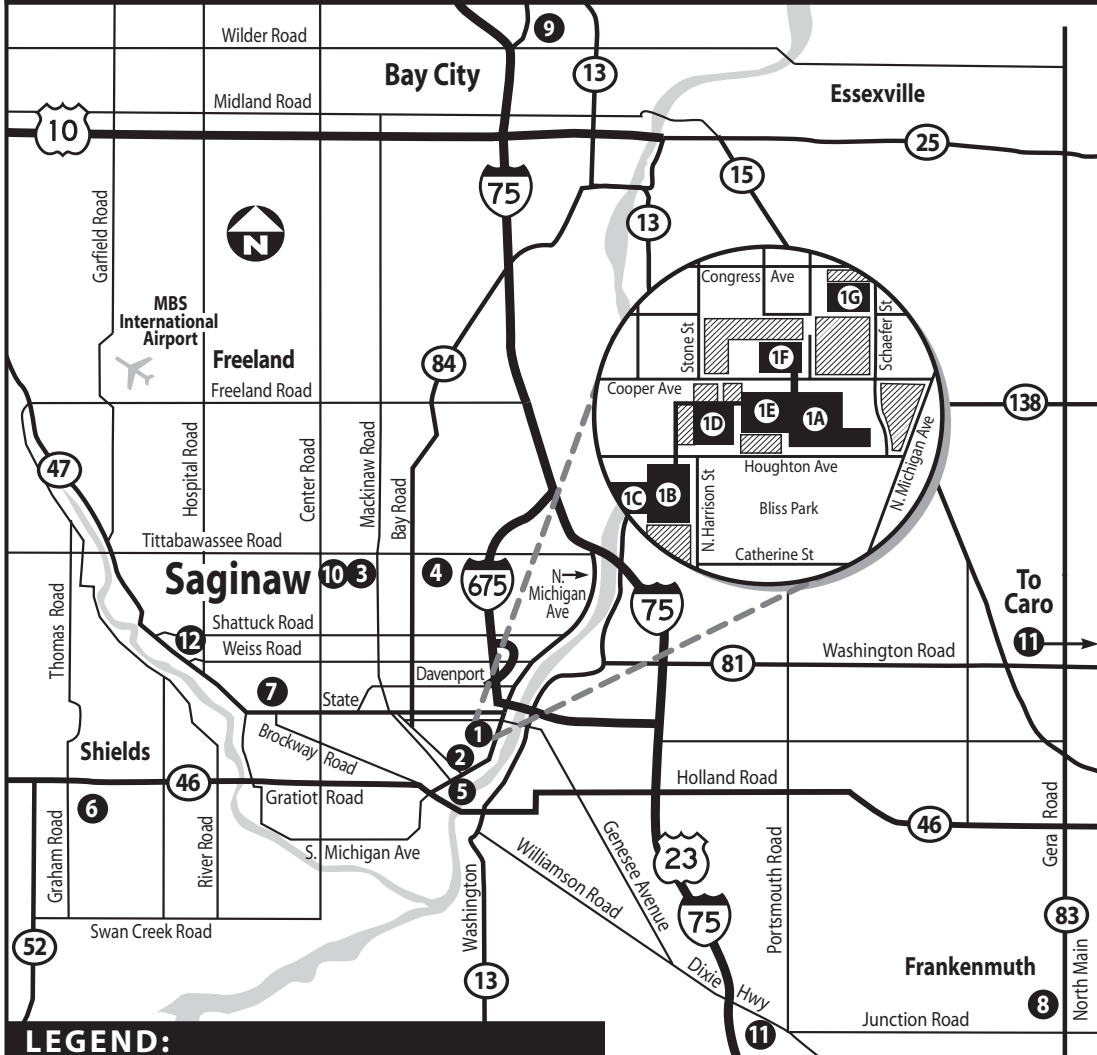 Wilder Road
9
Bay City
13
Essexville
Midland Road
10
25
75
15
13
Garfield Road
N
MBS
International
Airport
Freeland
Freeland Road
84
Congress Ave
1G
Stone St
Schaefer St
1F
Cooper Ave
1E
1A
1D
138
Houghton Ave
N. Michigan Ave
1C
1B
N. Harrison St
Bliss Park
Catherine St
47
Hospital Road
Center Road
Mackinaw Road
Bay Road
Tittabawassee Road
Saginaw
10
3
4
675
N.
Michigan
Ave
75
To
Caro
11
Thomas Road
12
Shattuck Road
Weiss Road
Davenport
81
Washington Road
7
State
Brockway Road
1
2
Shields
46
5
Holland Road
6
Gratiot Road
46
Graham Road
River Road
S. Michigan Ave
Williamson Road
Genesee Avenue
23
Portsmouth Road
Gera Road
Washington
75
83
Swan Creek Road
52
13
Dixie Hwy
Frankenmuth
8
North Main
11
Junction Road
LEGEND: